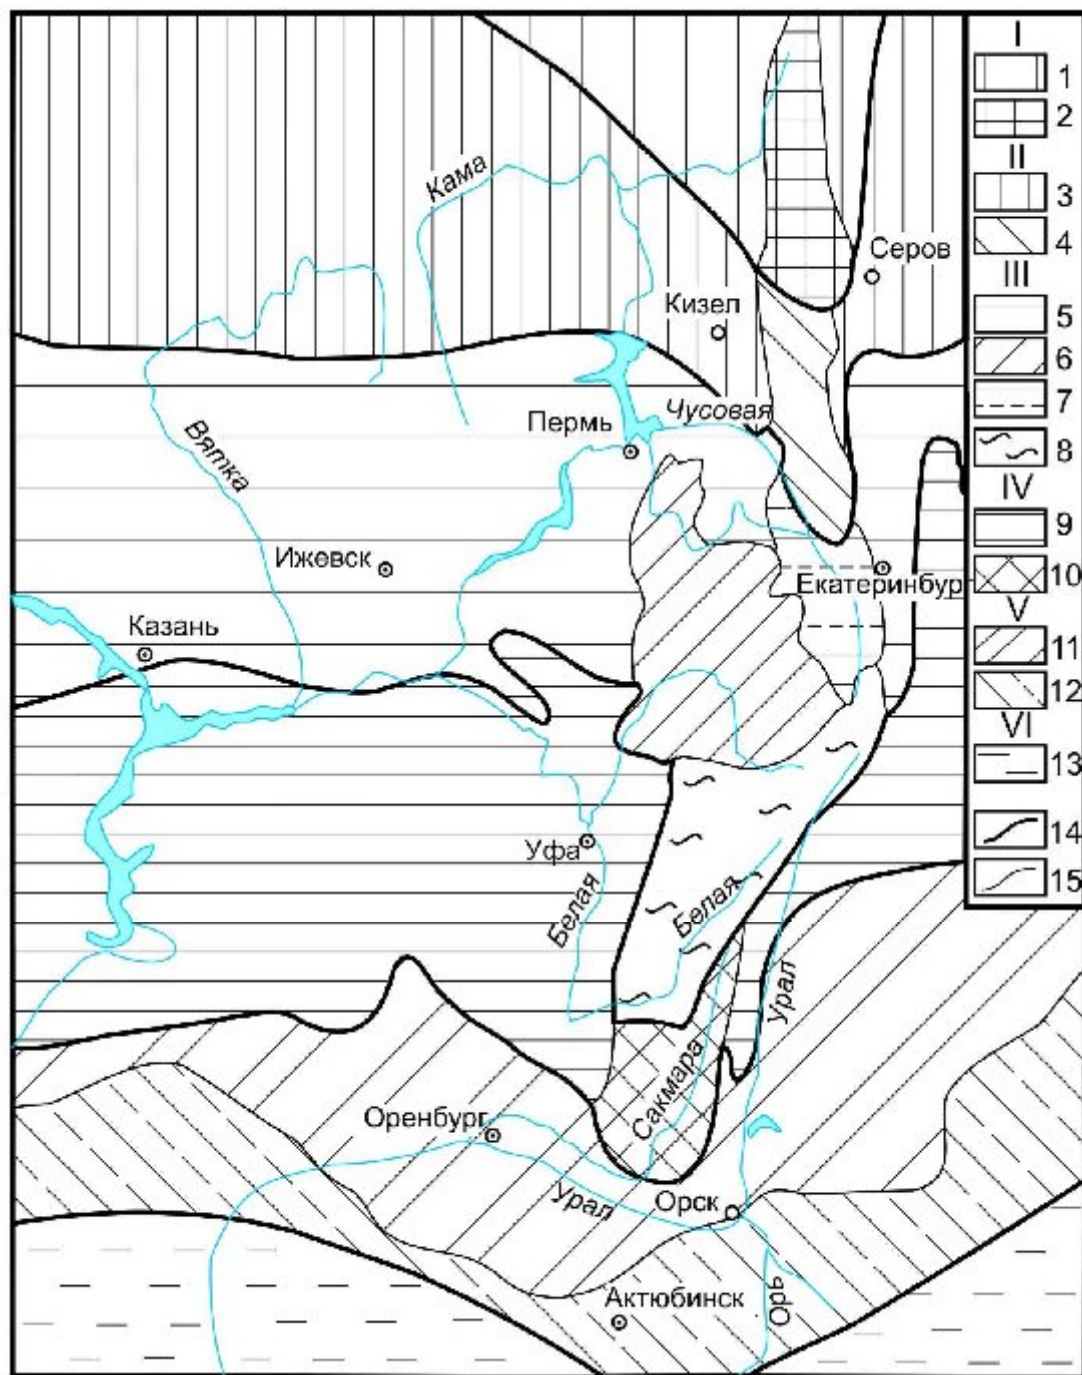 I
1
2
II
3
4
III
5
6
7
8
IV
9
10
V
11
12
VI
13
14
15
Кама
Серов
Кизел
Чусовая
Пермь
Вятка
Ижевск
Екатеринбур
Казань
Уфа
Белая
Белая
Урал
Сакмара
Оренбург
Урал
Орск
Актюбинск
Орь